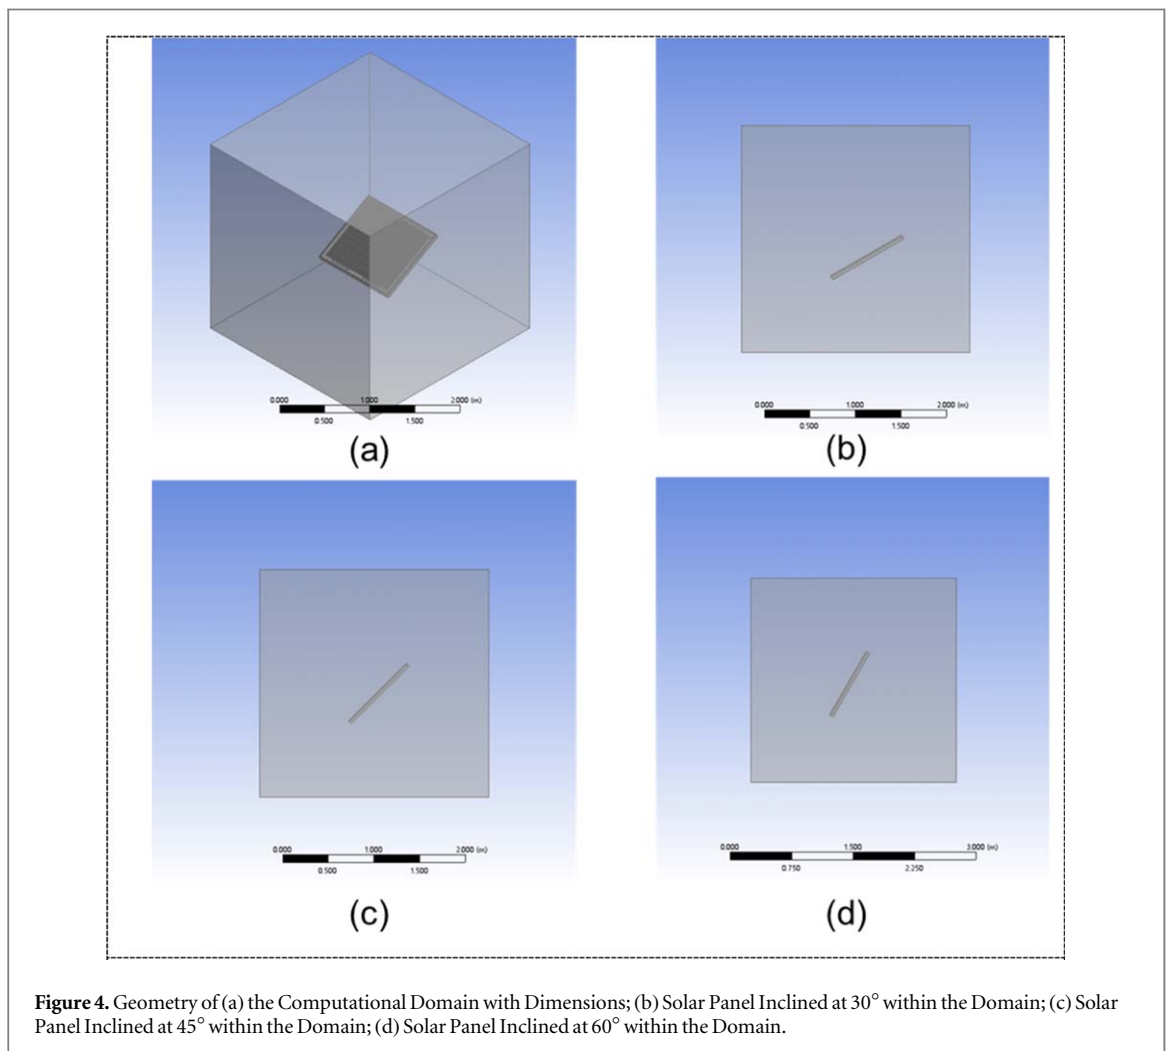 0.000 1.000 2.000 (m)
0.500 1.500
(a)
0.000 1.000 2.000 (m)
0.500 1.500
(b)
0.000 1.000 2.000 (m)
0.500 1.500
(c)
0.000 1.500 3.000 (m)
0.750 2.250
(d)
Figure 4. Geometry of (a) the Computational Domain with Dimensions; (b) Solar Panel Inclined at 30° within the Domain; (c) Solar
Panel Inclined at 45° within the Domain; (d) Solar Panel Inclined at 60° within the Domain.